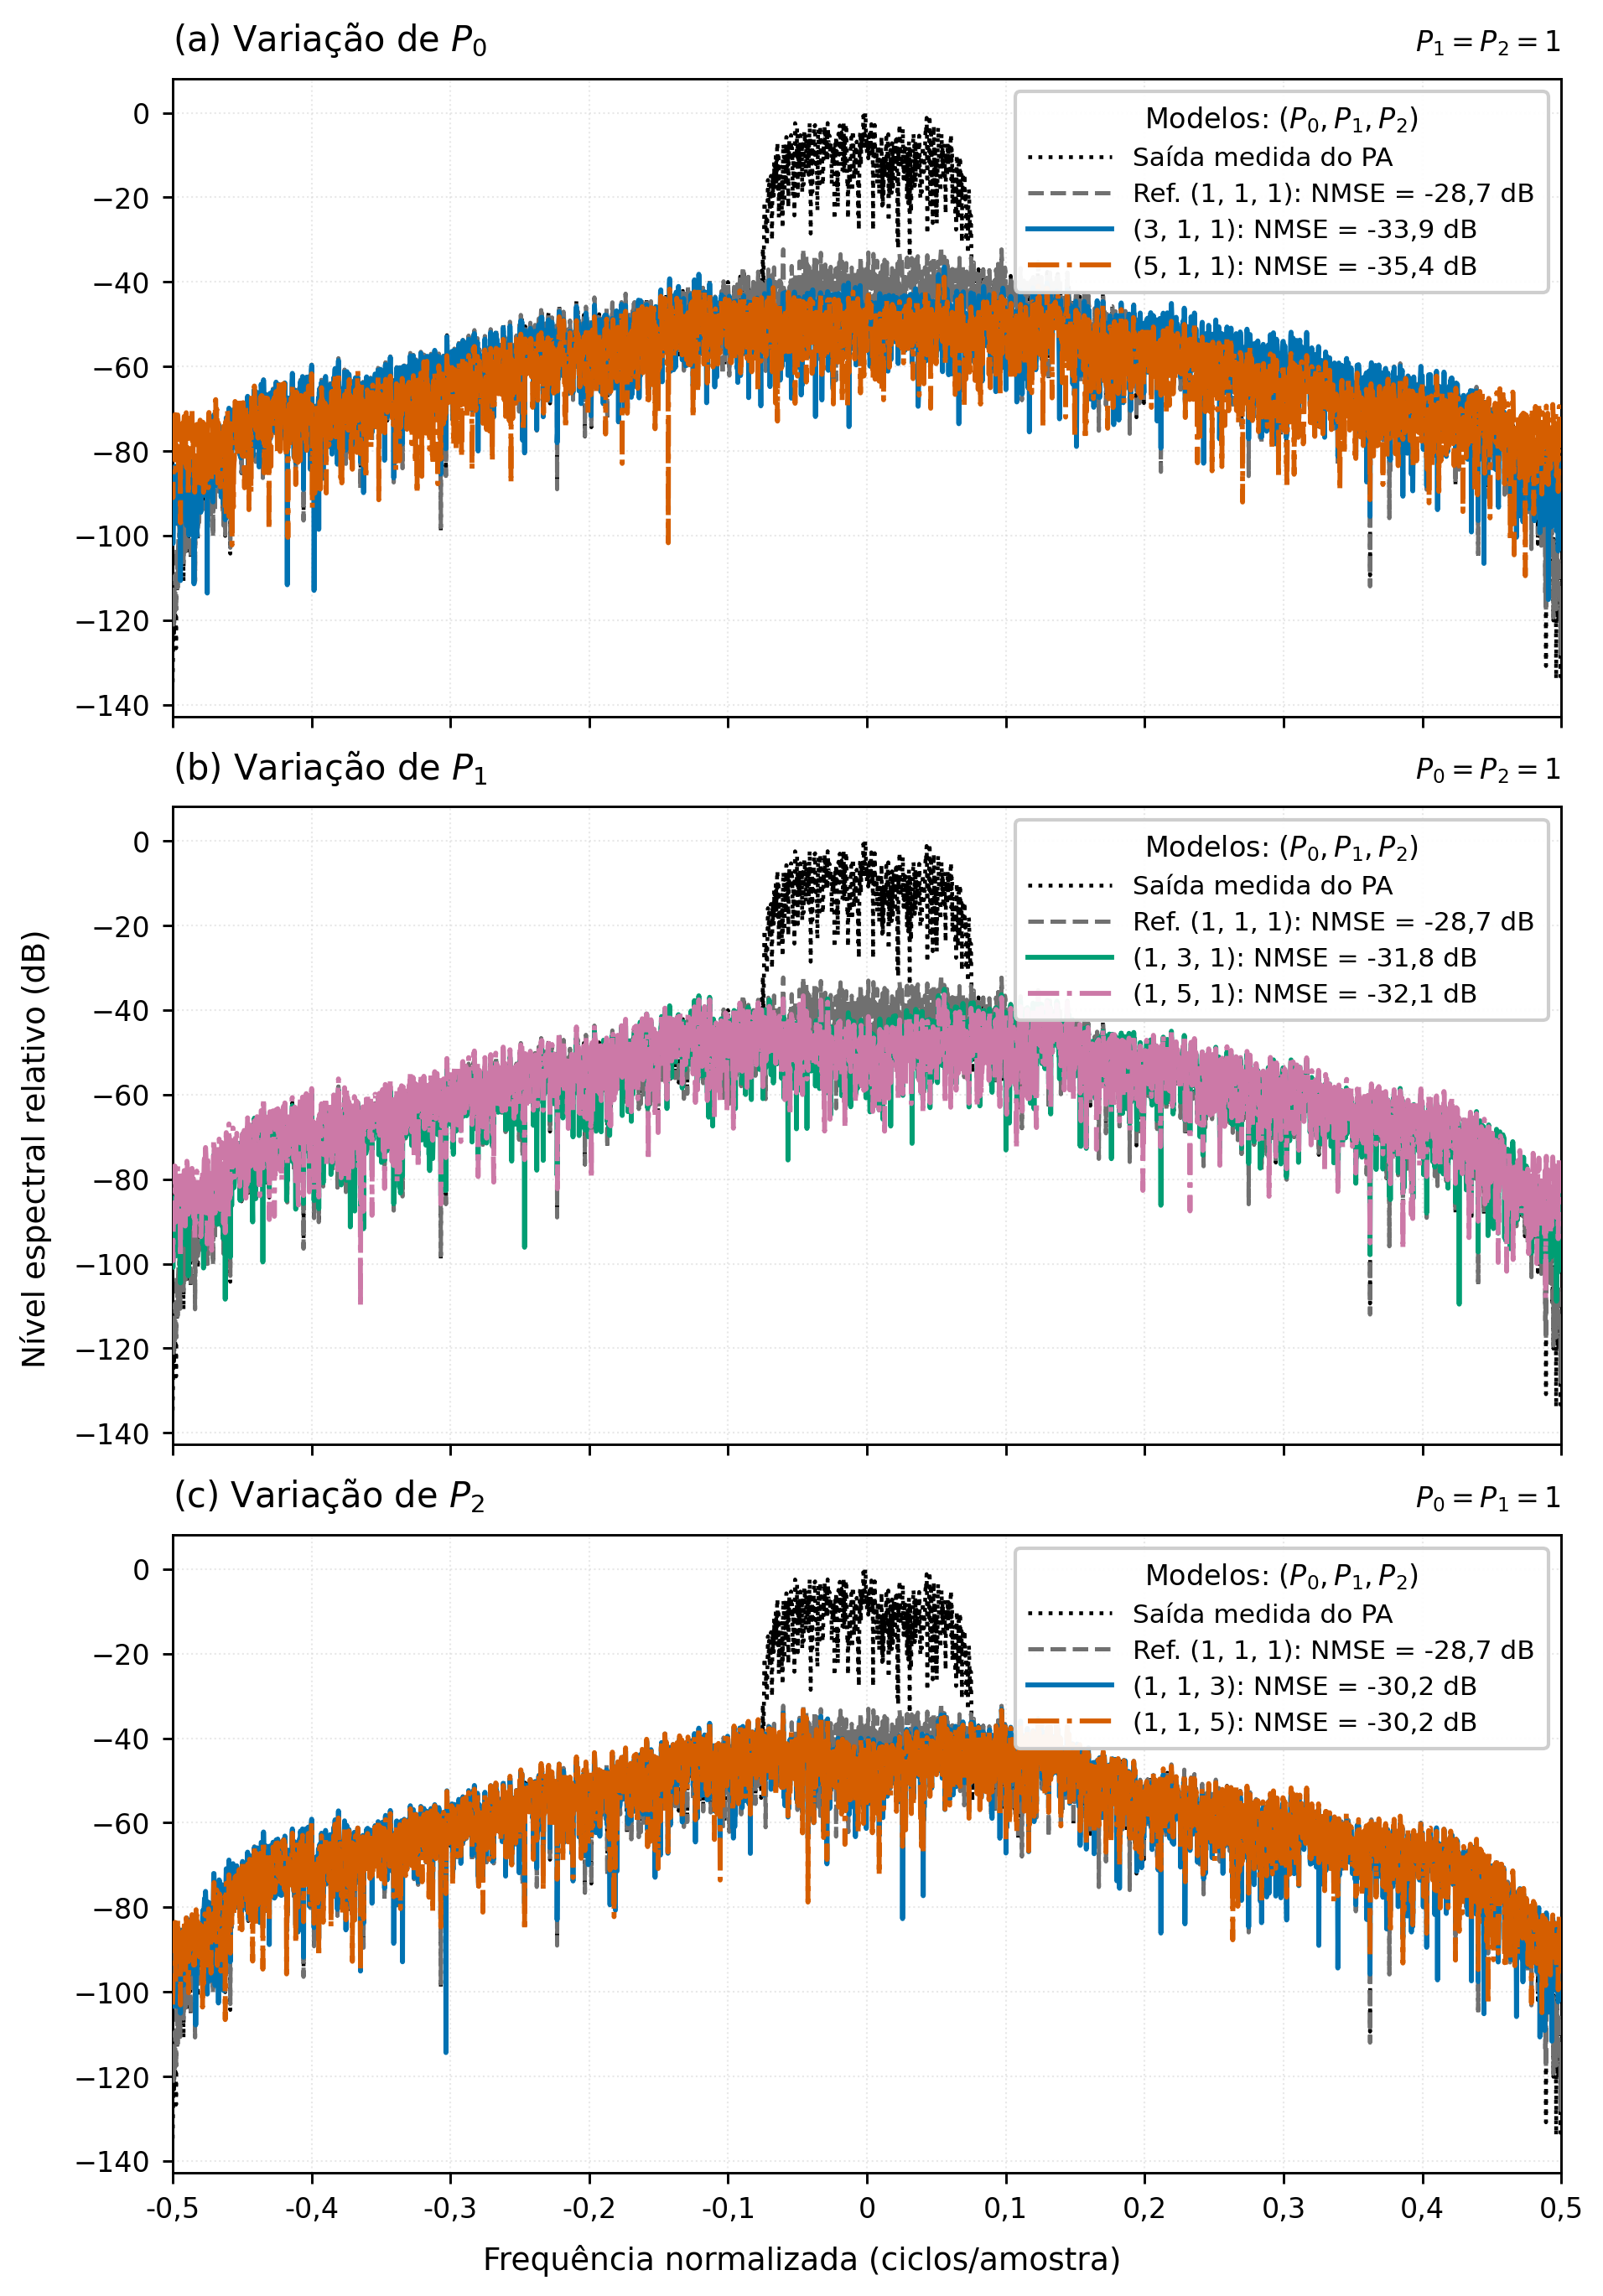 (a) Variação de P₀
P₁ = P₂ = 1
0
−20
−40
−60
−80
−100
−120
−140
Modelos: (P₀, P₁, P₂)
Saída medida do PA
Ref. (1, 1, 1): NMSE = -28,7 dB
(3, 1, 1): NMSE = -33,9 dB
(5, 1, 1): NMSE = -35,4 dB
(b) Variação de P₁
P₀ = P₂ = 1
Nível espectral relativo (dB)
0
−20
−40
−60
−80
−100
−120
−140
Modelos: (P₀, P₁, P₂)
Saída medida do PA
Ref. (1, 1, 1): NMSE = -28,7 dB
(1, 3, 1): NMSE = -31,8 dB
(1, 5, 1): NMSE = -32,1 dB
(c) Variação de P₂
P₀ = P₁ = 1
0
−20
−40
−60
−80
−100
−120
−140
Modelos: (P₀, P₁, P₂)
Saída medida do PA
Ref. (1, 1, 1): NMSE = -28,7 dB
(1, 1, 3): NMSE = -30,2 dB
(1, 1, 5): NMSE = -30,2 dB
-0,5 -0,4 -0,3 -0,2 -0,1 0 0,1 0,2 0,3 0,4 0,5
Frequência normalizada (ciclos/amostra)